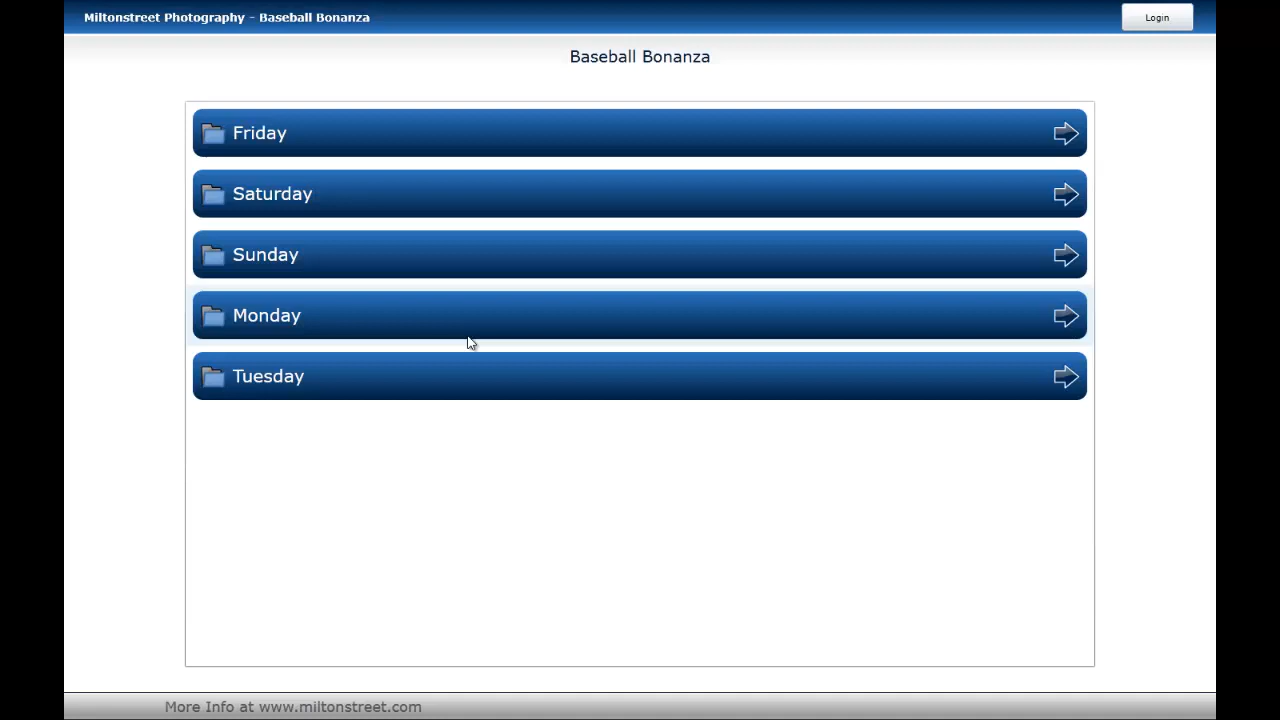 Miltonstreet Photography - Baseball Bonanza
Login
Baseball Bonanza
Friday
Saturday
Sunday
Monday
Tuesday
More Info at www.miltonstreet.com